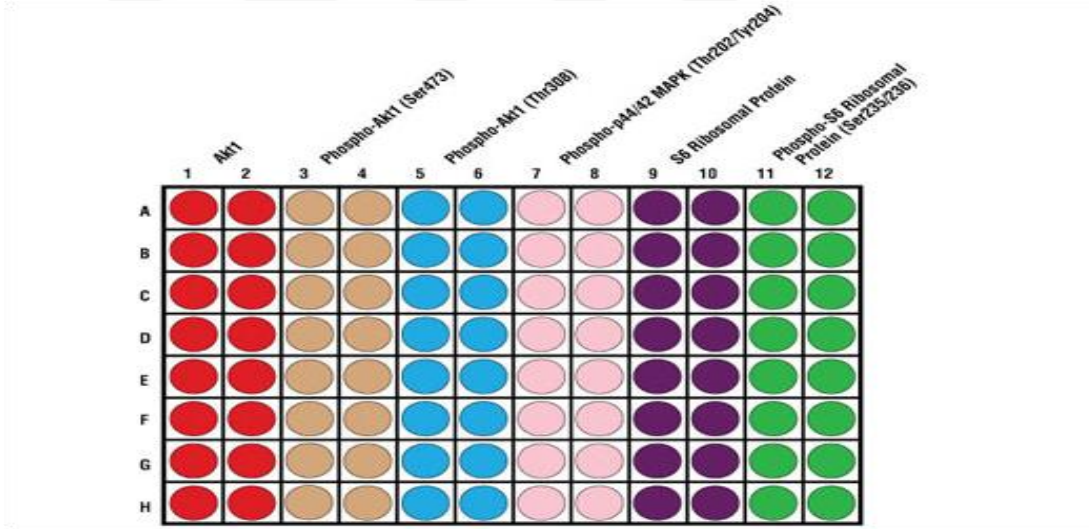 Akt1
Phospho-Akt1 (Ser473)
Phospho-Akt1 (Thr308)
Phospho-p44/42 MAPK (Thr202/Tyr204)
S6 Ribosomal Protein
Phospho-S6 Ribosomal
Protein (Ser235/236)
1 2 3 4 5 6 7 8 9 10 11 12
A
B
C
D
E
F
G
H